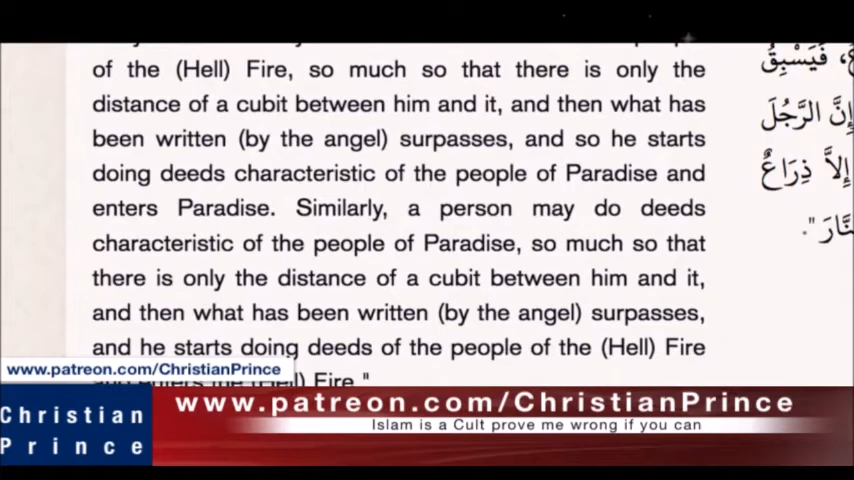 of the (Hell) Fire, so much so that there is only the
distance of a cubit between him and it, and then what has
been written (by the angel) surpasses, and so he starts
doing deeds characteristic of the people of Paradise and
enters Paradise. Similarly, a person may do deeds
characteristic of the people of Paradise, so much so that
there is only the distance of a cubit between him and it,
and then what has been written (by the angel) surpasses,
and he starts doing deeds of the people of the (Hell) Fire
and enters the (Hell) Fire."
فَيَسْبِقُ
إِنَّ الرَّجُلَ
إِلاَّ ذِرَاعٌ
www.patreon.com/ChristianPrince
Christian
Prince
www.patreon.com/ChristianPrince
Islam is a Cult prove me wrong if you can